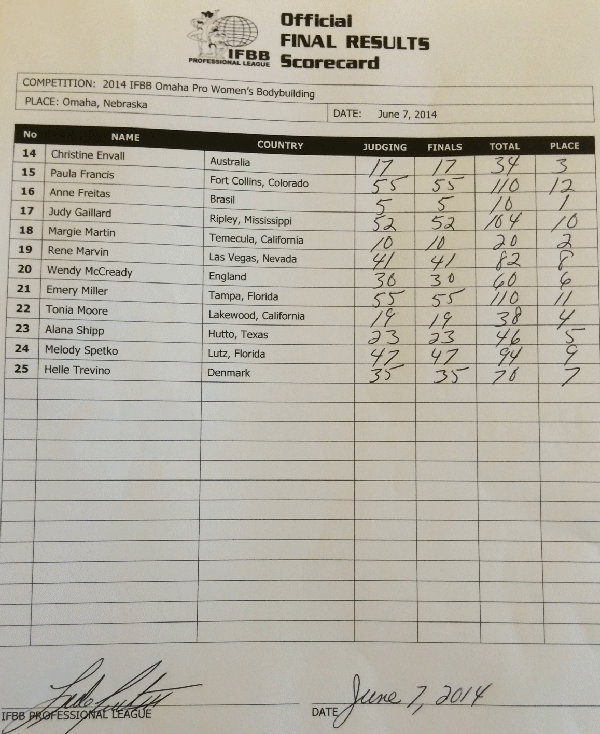 Official
FINAL RESULTS
Scorecard
IFBB
PROFESSIONAL LEAGUE
COMPETITION: 2014 IFBB Omaha Pro Women's Bodybuilding
PLACE: Omaha, Nebraska DATE: June 7, 2014
No NAME COUNTRY JUDGING FINALS TOTAL PLACE
14 Christine Envall Australia 17 17 34 3
15 Paula Francis Fort Collins, Colorado 55 55 110 12
16 Anne Freitas Brasil 5 5 10 1
17 Judy Gaillard Ripley, Mississippi 52 52 104 10
18 Margie Martin Temecula, California 10 10 20 2
19 Rene Marvin Las Vegas, Nevada 41 41 82 8
20 Wendy McCready England 30 30 60 6
21 Emery Miller Tampa, Florida 55 55 110 11
22 Tonia Moore Lakewood, California 19 19 38 4
23 Alana Shipp Hutto, Texas 23 23 46 5
24 Melody Spetko Lutz, Florida 47 47 94 9
25 Helle Trevino Denmark 35 35 70 7
IFBB PROFESSIONAL LEAGUE DATE June 7, 2014